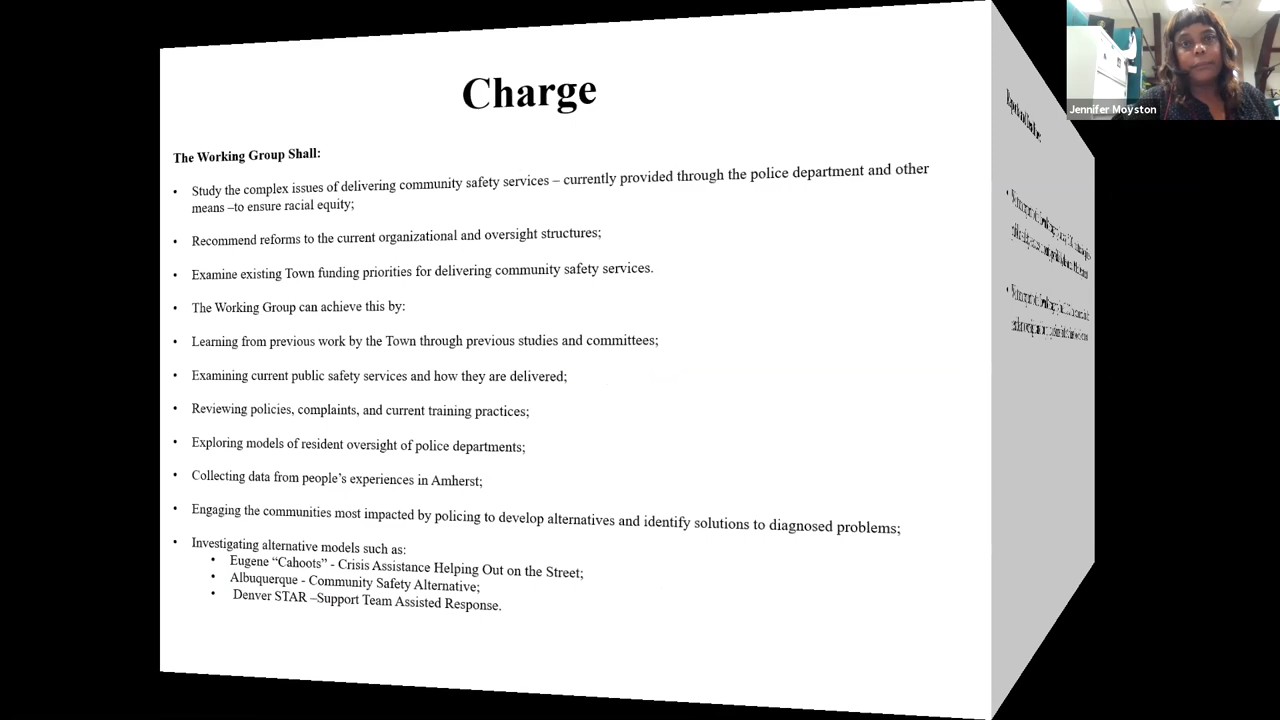 Charge
The Working Group Shall:
• Study the complex issues of delivering community safety services – currently provided through the police department and other
means –to ensure racial equity;
• Recommend reforms to the current organizational and oversight structures;
• Examine existing Town funding priorities for delivering community safety services.
• The Working Group can achieve this by:
• Learning from previous work by the Town through previous studies and committees;
• Examining current public safety services and how they are delivered;
• Reviewing policies, complaints, and current training practices;
• Exploring models of resident oversight of police departments;
• Collecting data from people’s experiences in Amherst;
• Engaging the communities most impacted by policing to develop alternatives and identify solutions to diagnosed problems;
• Investigating alternative models such as:
• Eugene “Cahoots” - Crisis Assistance Helping Out on the Street;
• Albuquerque - Community Safety Alternative;
• Denver STAR –Support Team Assisted Response.
Jennifer Moyston